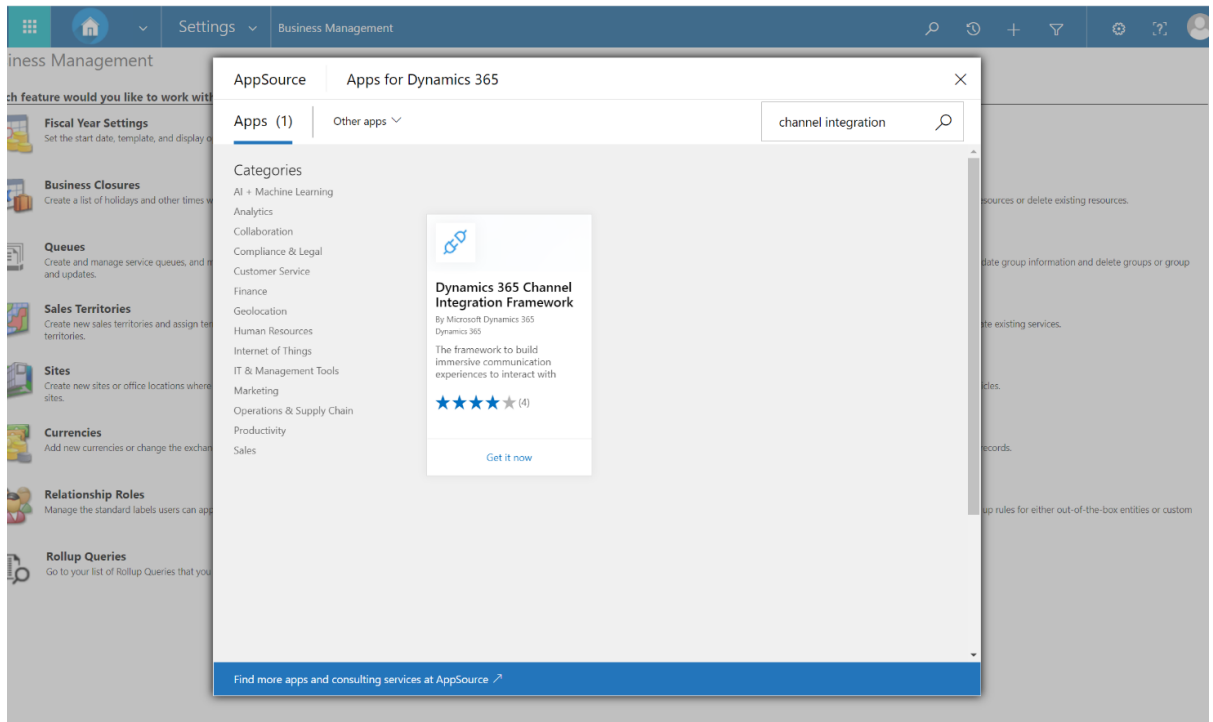 Settings
Business Management
iness Management
ch feature would you like to work wit
Fiscal Year Settings
Set the start date, template, and display o
Business Closures
Create a list of holidays and other times w
Queues
Create and manage service queues, and m
and updates.
Sales Territories
Create new sales territories and assign ter
territories.
Sites
Create new sites or office locations where
sites.
Currencies
Add new currencies or change the exchan
Relationship Roles
Manage the standard labels users can app
Rollup Queries
Go to your list of Rollup Queries that you
AppSource
Apps for Dynamics 365
Apps (1)
Other apps
channel integration
Categories
AI + Machine Learning
Analytics
Collaboration
Compliance & Legal
Customer Service
Finance
Geolocation
Human Resources
Internet of Things
IT & Management Tools
Marketing
Operations & Supply Chain
Productivity
Sales
Dynamics 365 Channel
Integration Framework
By Microsoft Dynamics 365
Dynamics 365
The framework to build
immersive communication
experiences to interact with
(4)
Get it now
Find more apps and consulting services at AppSource
sources or delete existing resources.
date group information and delete groups or group
te existing services.
cles.
ecords.
up rules for either out-of-the-box entities or custom